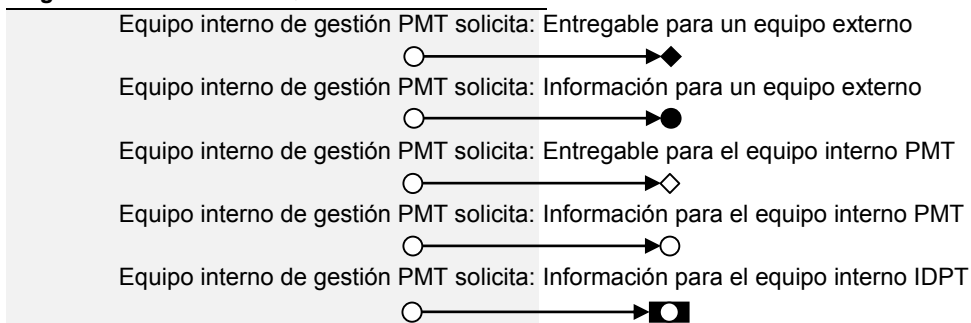 Equipo interno de gestión PMT solicita: Entregable para un equipo externo
Equipo interno de gestión PMT solicita: Información para un equipo externo
Equipo interno de gestión PMT solicita: Entregable para el equipo interno PMT
Equipo interno de gestión PMT solicita: Información para el equipo interno PMT
Equipo interno de gestión PMT solicita: Información para el equipo interno IDPT